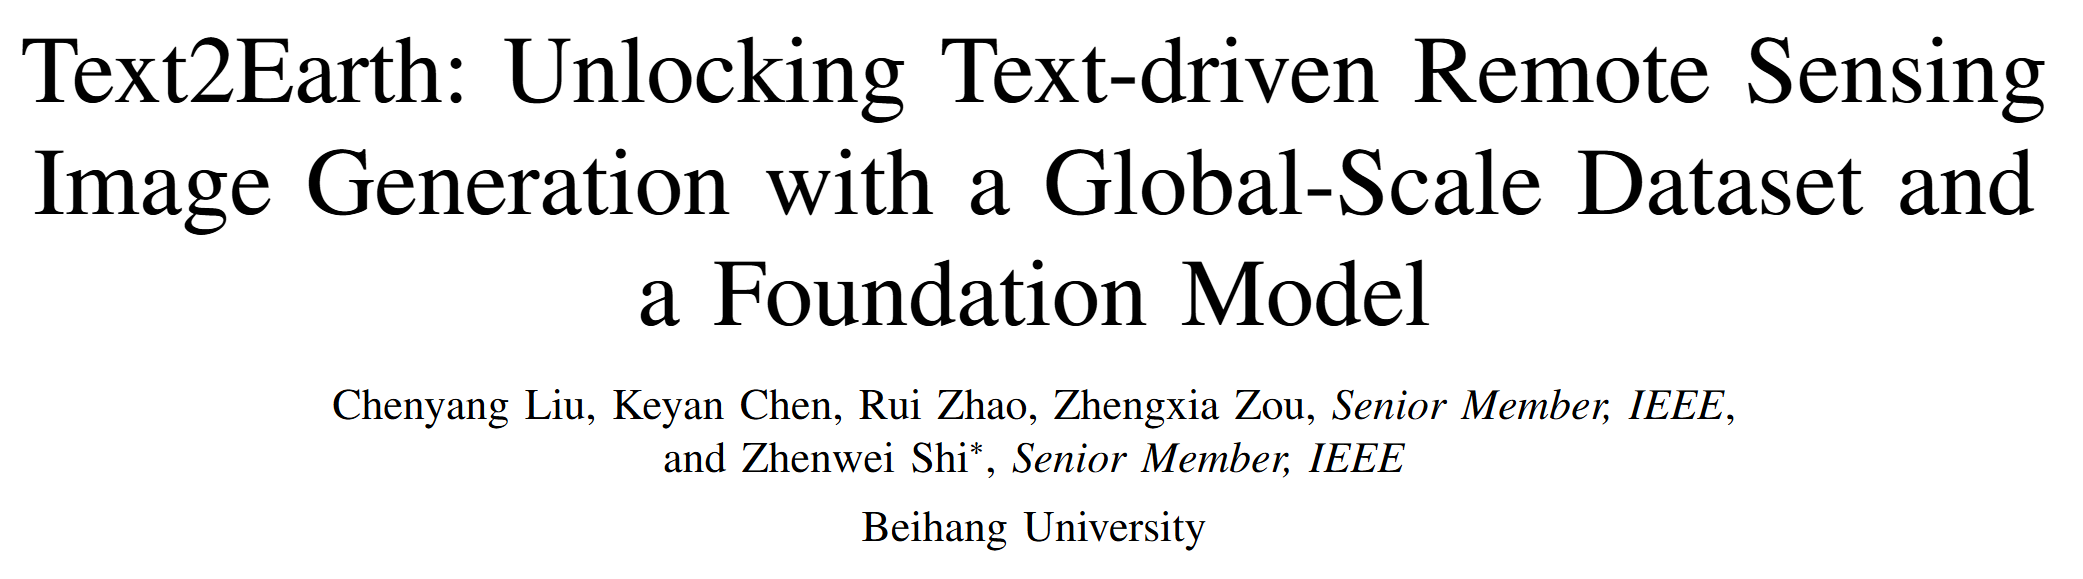 Text2Earth: Unlocking Text-driven Remote Sensing
Image Generation with a Global-Scale Dataset and
a Foundation Model
Chenyang Liu, Keyan Chen, Rui Zhao, Zhengxia Zou, Senior Member, IEEE,
and Zhenwei Shi*, Senior Member, IEEE
Beihang University